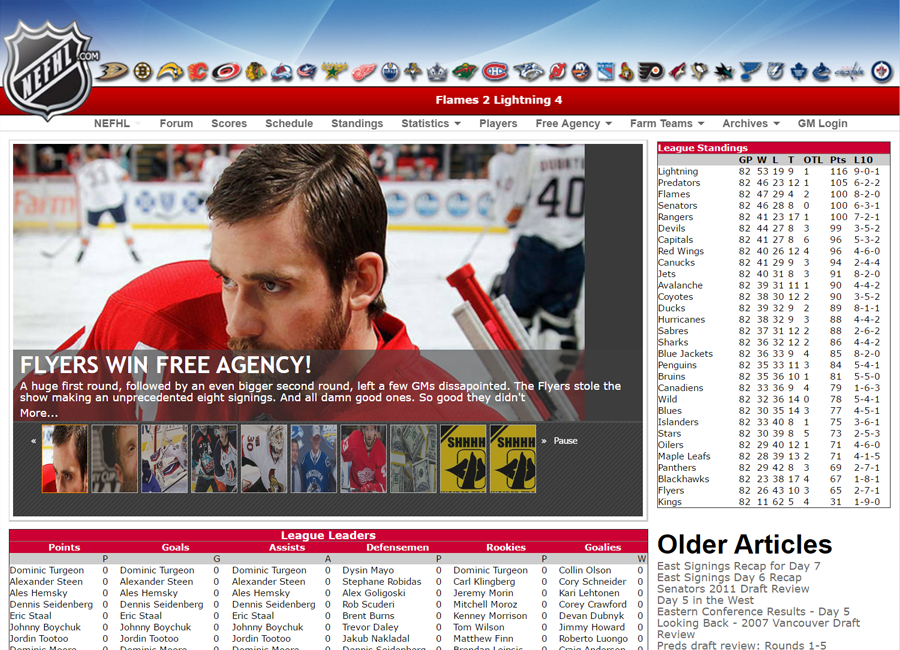 NEFHL
.COM
Flames 2 Lightning 4
NEFHL Forum Scores Schedule Standings Statistics Players Free Agency Farm Teams Archives GM Login
Farm
33
40
FLYERS WIN FREE AGENCY!
A huge first round, followed by an even bigger second round, left a few GMs dissapointed. The Flyers stole the
show making an unprecedented eight signings. And all damn good ones. So good they didn't
More...
« SHHHH SHHHH » Pause
League Standings
GP W L T OTL Pts L10
Lightning 82 53 19 9 1 116 9-0-1
Predators 82 46 23 12 1 105 6-2-2
Flames 82 47 29 4 2 100 8-2-0
Senators 82 46 28 8 0 100 6-3-1
Rangers 82 41 23 17 1 100 7-2-1
Devils 82 44 27 8 3 99 3-5-2
Capitals 82 41 27 8 6 96 5-3-2
Red Wings 82 40 26 12 4 96 4-6-0
Canucks 82 41 29 9 3 94 2-4-4
Jets 82 40 31 8 3 91 8-2-0
Avalanche 82 39 31 11 1 90 4-4-2
Coyotes 82 38 30 12 2 90 3-5-2
Ducks 82 39 32 9 2 89 8-1-1
Hurricanes 82 38 32 9 3 88 4-4-2
Sabres 82 37 31 12 2 88 2-6-2
Sharks 82 36 32 12 2 86 4-4-2
Blue Jackets 82 36 33 9 4 85 8-2-0
Penguins 82 35 33 11 3 84 5-4-1
Bruins 82 35 36 10 1 81 5-5-0
Canadiens 82 33 36 9 4 79 1-6-3
Wild 82 32 36 14 0 78 5-4-1
Blues 82 30 35 14 3 77 4-5-1
Islanders 82 33 40 8 1 75 3-6-1
Stars 82 30 39 8 5 73 2-5-3
Oilers 82 29 40 12 1 71 4-6-0
Maple Leafs 82 28 39 13 2 71 4-1-5
Panthers 82 29 42 8 3 69 2-7-1
Blackhawks 82 23 38 17 4 67 1-8-1
Flyers 82 26 43 10 3 65 2-7-1
Kings 82 11 62 5 4 31 1-9-0
League Leaders
Points Goals Assists Defensemen Rookies Goalies
P G A P P W
Dominic Turgeon 0 Dominic Turgeon 0 Dominic Turgeon 0 Dysin Mayo 0 Dominic Turgeon 0 Collin Olson 0
Alexander Steen 0 Alexander Steen 0 Alexander Steen 0 Stephane Robidas 0 Carl Klingberg 0 Cory Schneider 0
Ales Hemsky 0 Ales Hemsky 0 Ales Hemsky 0 Alex Goligoski 0 Jeremy Morin 0 Kari Lehtonen 0
Dennis Seidenberg 0 Dennis Seidenberg 0 Dennis Seidenberg 0 Rob Scuderi 0 Mitchell Moroz 0 Corey Crawford 0
Eric Staal 0 Eric Staal 0 Eric Staal 0 Brent Burns 0 Kenney Morrison 0 Devan Dubnyk 0
Johnny Boychuk 0 Johnny Boychuk 0 Johnny Boychuk 0 Trevor Daley 0 Tom Wilson 0 Jimmy Howard 0
Jordin Tootoo 0 Jordin Tootoo 0 Jordin Tootoo 0 Jakub Nakladal 0 Matthew Finn 0 Roberto Luongo 0
Dominic Moore 0 Dominic Moore 0 Dominic Moore 0 Dennis Seidenberg 0 Brendan Leipsic 0 Craig Anderson 0
Older Articles
East Signings Recap for Day 7
East Signings Day 6 Recap
Senators 2011 Draft Review
Day 5 in the West
Eastern Conference Results - Day 5
Looking Back - 2007 Vancouver Draft
Review
Preds draft review: Rounds 1-5